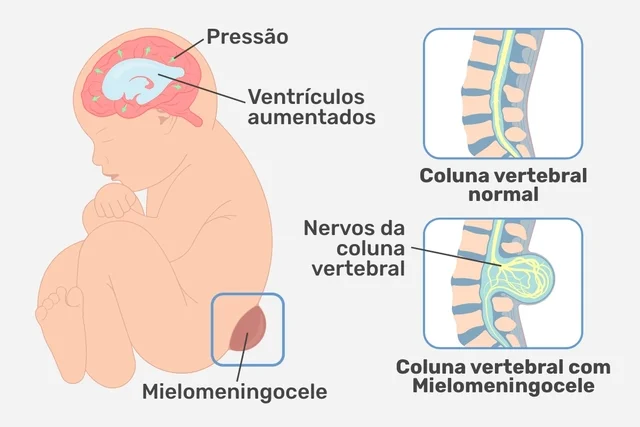 Pressão
Ventrículos
aumentados
Coluna vertebral
normal
Nervos da
coluna
vertebral
Mielomeningocele
Coluna vertebral com
Mielomeningocele